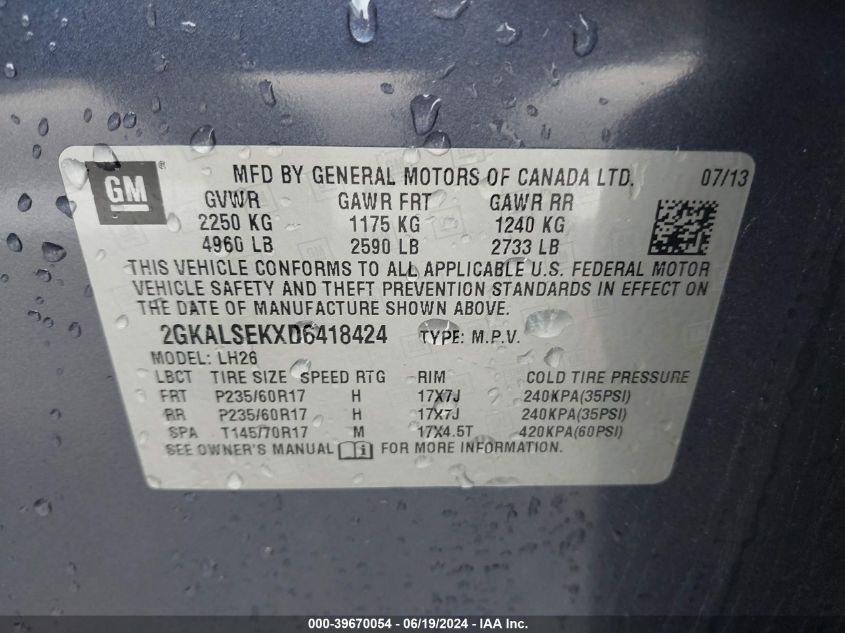 GM ®
MFD BY GENERAL MOTORS OF CANADA LTD. 07/13
GVWR GAWR FRT GAWR RR
2250 KG 1175 KG 1240 KG
4960 LB 2590 LB 2733 LB
THIS VEHICLE CONFORMS TO ALL APPLICABLE U.S. FEDERAL MOTOR
VEHICLE SAFETY AND THEFT PREVENTION STANDARDS IN EFFECT ON
THE DATE OF MANUFACTURE SHOWN ABOVE.
2GKALSEKXD6418424 TYPE: M.P.V.
MODEL: LH26
LBCT TIRE SIZE SPEED RTG RIM COLD TIRE PRESSURE
FRT P235/60R17 H 17X7J 240KPA(35PSI)
RR P235/60R17 H 17X7J 240KPA(35PSI)
SPA T145/70R17 M 17X4.5T 420KPA(60PSI)
SEE OWNER'S MANUAL FOR MORE INFORMATION.
000-39670054 - 06/19/2024 - IAA Inc.